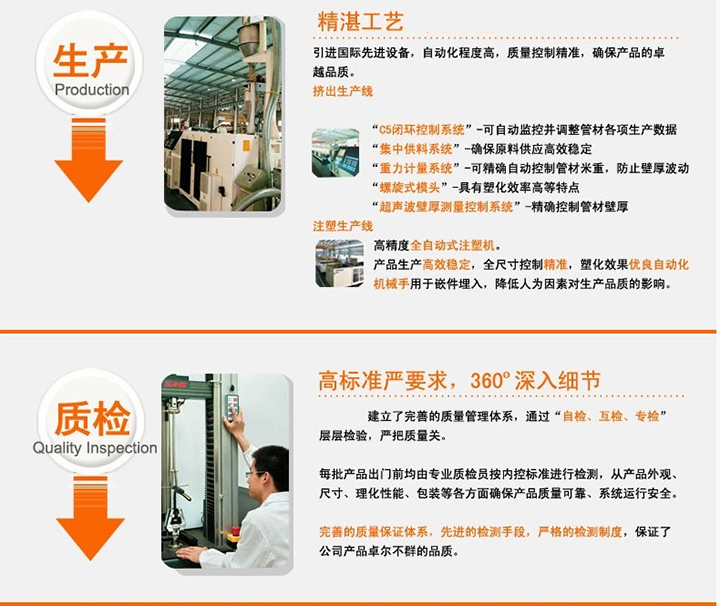 生产
Production
精湛工艺
引进国际先进设备，自动化程度高，质量控制精准，确保产品的卓
越品质。
挤出生产线
“C5闭环控制系统”-可自动监控并调整管材各项生产数据
“集中供料系统”-确保原料供应高效稳定
“重力计量系统”-可精确自动控制管材米重，防止壁厚波动
“螺旋式模头”-具有塑化效率高等特点
“超声波壁厚测量控制系统”-精确控制管材壁厚
注塑生产线
高精度全自动式注塑机。
产品生产高效稳定，全尺寸控制精准，塑化效果优良自动化
机械手用于嵌件埋入，降低人为因素对生产品质的影响。
质检
Quality Inspection
高标准严要求，360°深入细节
建立了完善的质量管理体系，通过“自检、互检、专检”
层层检验，严把质量关。
每批产品出门前均由专业质检员按内控标准进行检测，从产品外观、
尺寸、理化性能、包装等各方面确保产品质量可靠、系统运行安全。
完善的质量保证体系，先进的检测手段，严格的检测制度，保证了
公司产品卓尔不群的品质。